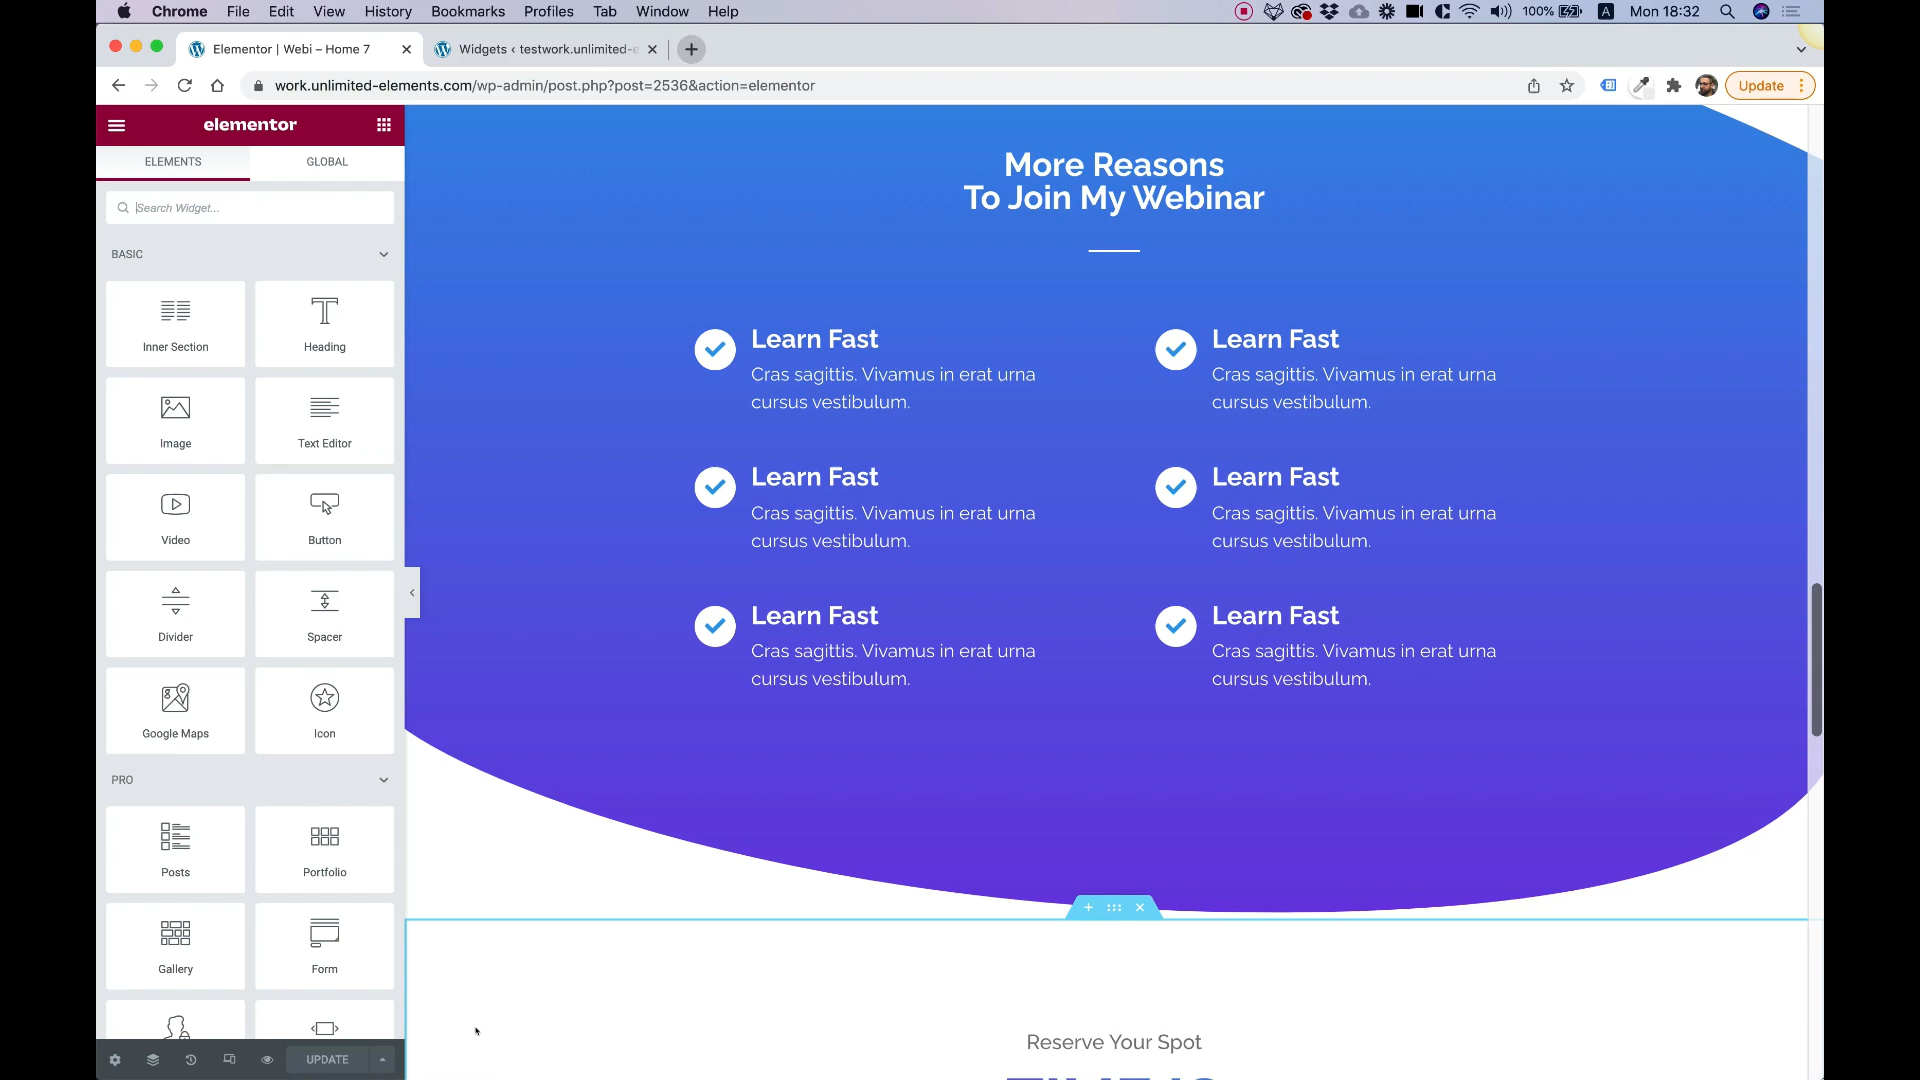 Chrome File Edit View History Bookmarks Profiles Tab Window Help
100% A Mon 18:32
Elementor | Webi – Home 7
Widgets ‹ testwork.unlimited-e
work.unlimited-elements.com/wp-admin/post.php?post=2536&action=elementor
Update
elementor
ELEMENTS GLOBAL
Search Widget...
BASIC
Inner Section Heading
Image Text Editor
Video Button
Divider Spacer
Google Maps Icon
PRO
Posts Portfolio
Gallery Form
UPDATE
More Reasons
To Join My Webinar
Learn Fast
Cras sagittis. Vivamus in erat urna
cursus vestibulum.
Learn Fast
Cras sagittis. Vivamus in erat urna
cursus vestibulum.
Learn Fast
Cras sagittis. Vivamus in erat urna
cursus vestibulum.
Learn Fast
Cras sagittis. Vivamus in erat urna
cursus vestibulum.
Learn Fast
Cras sagittis. Vivamus in erat urna
cursus vestibulum.
Learn Fast
Cras sagittis. Vivamus in erat urna
cursus vestibulum.
Reserve Your Spot